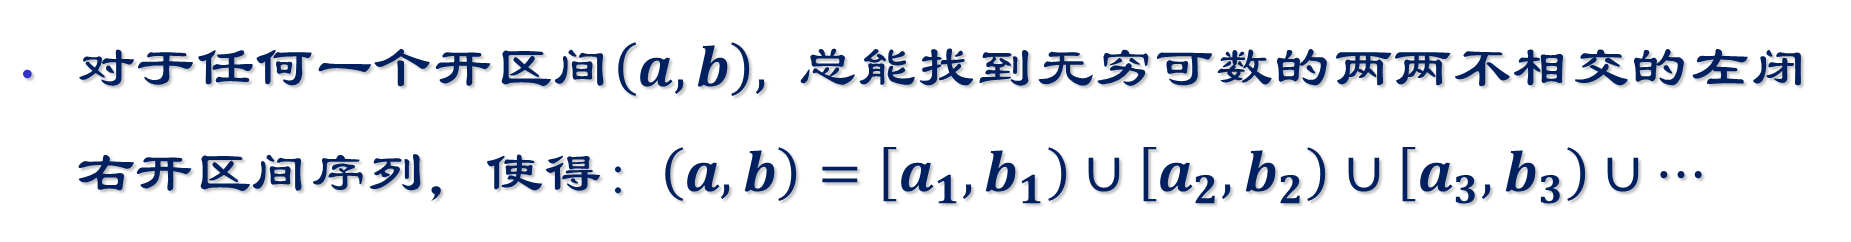 • 对于任何一个开区间(a, b)，总能找到无穷可数的两两不相交的左闭
右开区间序列，使得：(a, b) = [a₁, b₁) ∪ [a₂, b₂) ∪ [a₃, b₃) ∪ ⋯